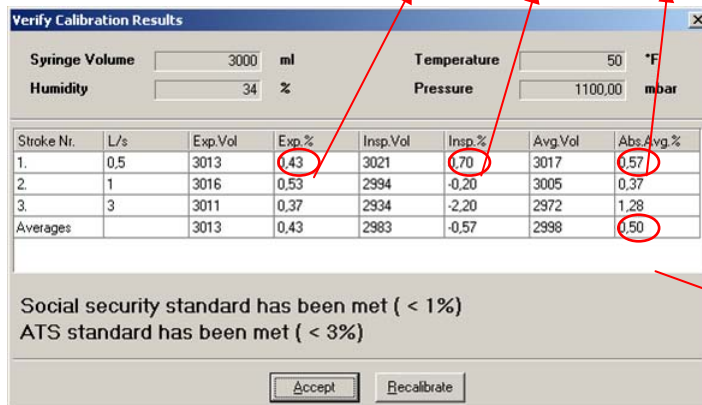 Verify Calibration Results
Syringe Volume 3000 ml Temperature 50 °F
Humidity 34 % Pressure 1100,00 mbar
Stroke Nr. L/s Exp.Vol Exp.% Insp.Vol Insp.% Avg.Vol Abs.Avg.%
1. 0,5 3013 0,43 3021 0,70 3017 0,57
2. 1 3016 0,53 2994 -0,20 3005 0,37
3. 3 3011 0,37 2934 -2,20 2972 1,28
Averages 3013 0,43 2983 -0,57 2998 0,50
Social security standard has been met ( < 1%)
ATS standard has been met ( < 3%)
Accept Recalibrate